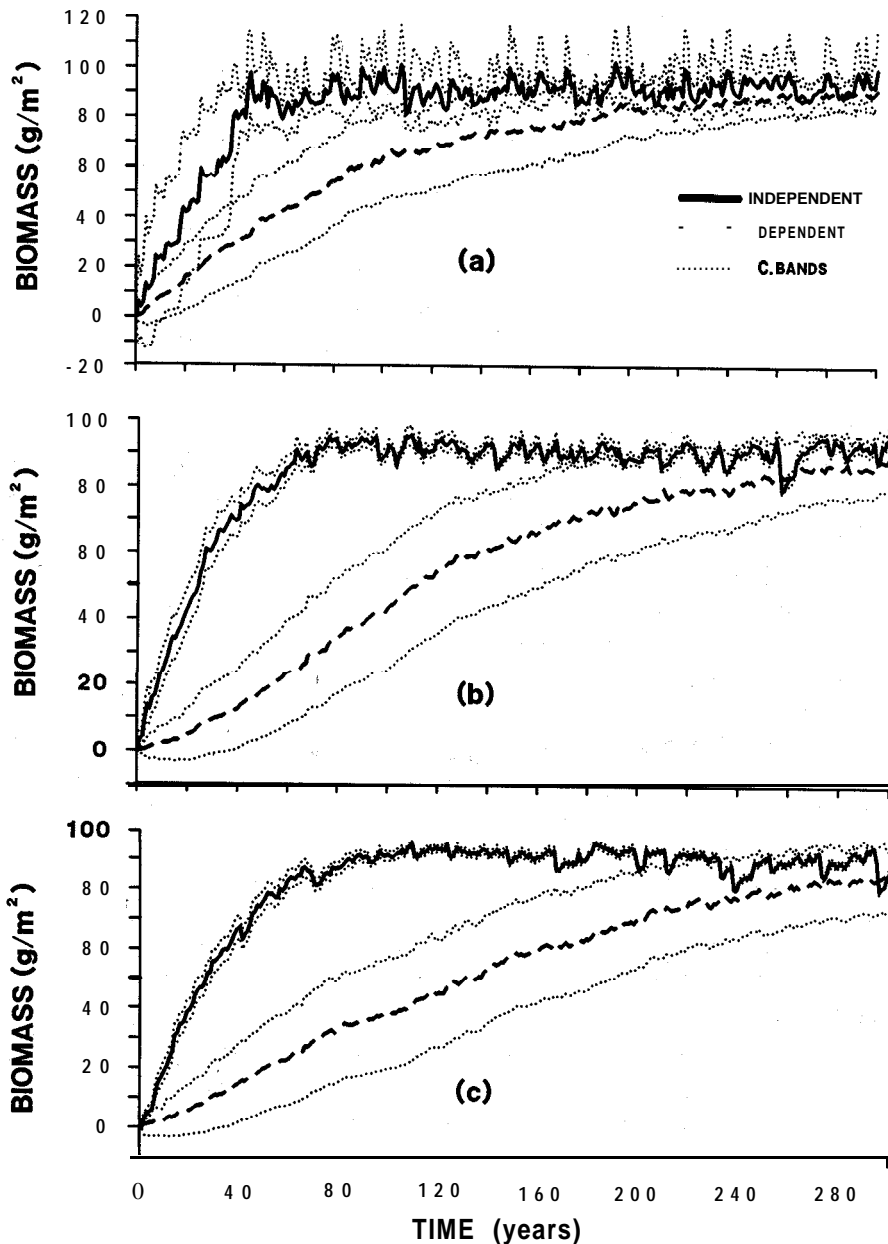 BIOMASS (g/m²)
120
100
80
80
40
20
0
-20
INDEPENDENT
DEPENDENT
C.BANDS
(a)
BIOMASS (g/m²)
100
80
80
40
20
0
(b)
BIOMASS (g/m²)
100
80
80
40
20
0
(c)
0 40 80 120 160 200 240 280
TIME (years)